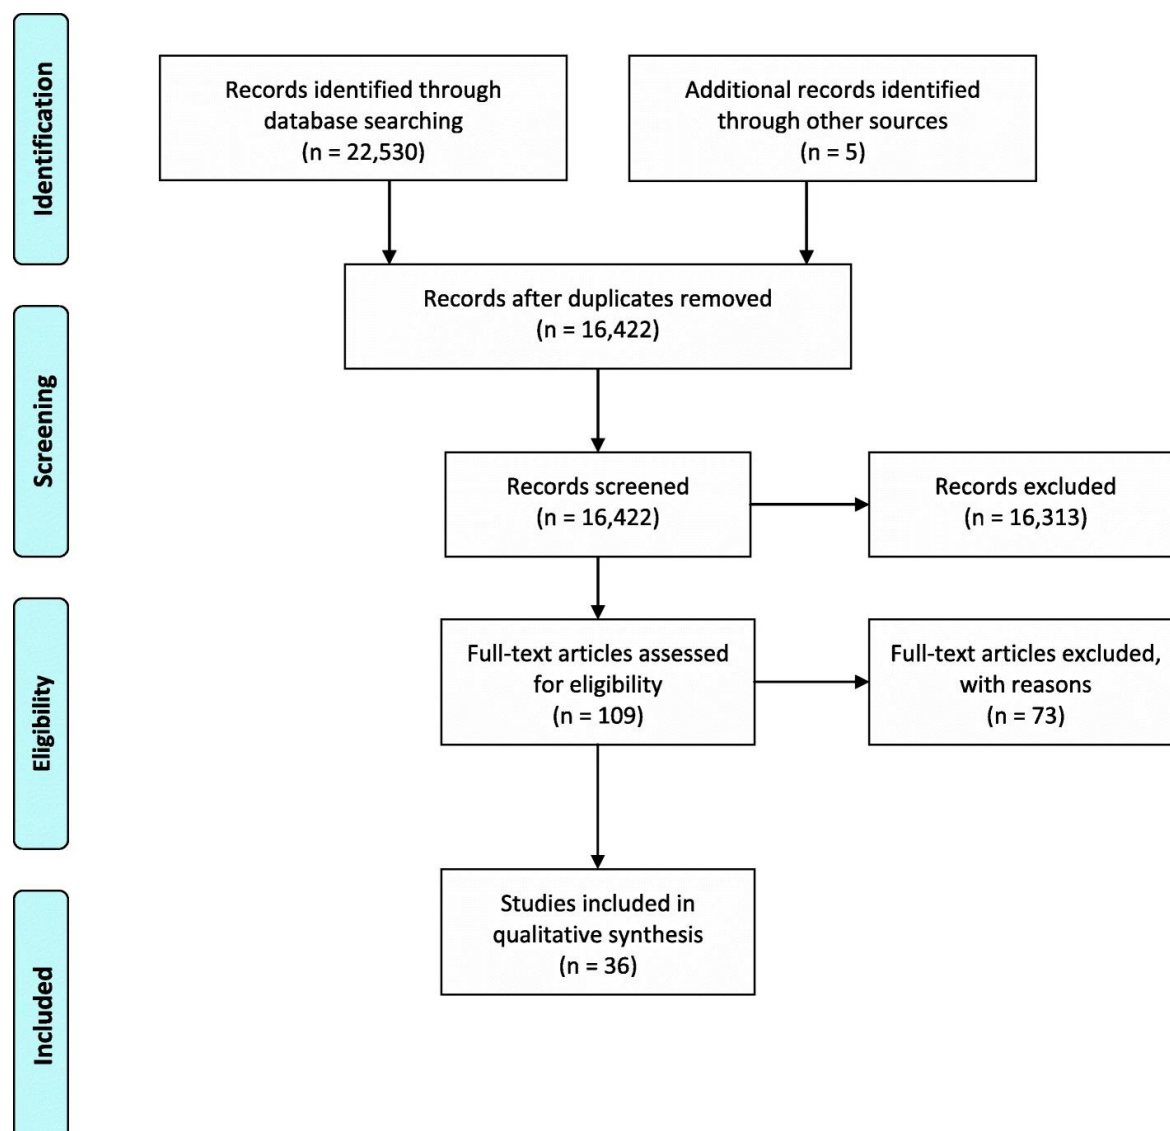 Identification
Records identified through
database searching
(n = 22,530)
Additional records identified
through other sources
(n = 5)
Records after duplicates removed
(n = 16,422)
Screening
Records screened
(n = 16,422)
Records excluded
(n = 16,313)
Eligibility
Full-text articles assessed
for eligibility
(n = 109)
Full-text articles excluded,
with reasons
(n = 73)
Included
Studies included in
qualitative synthesis
(n = 36)